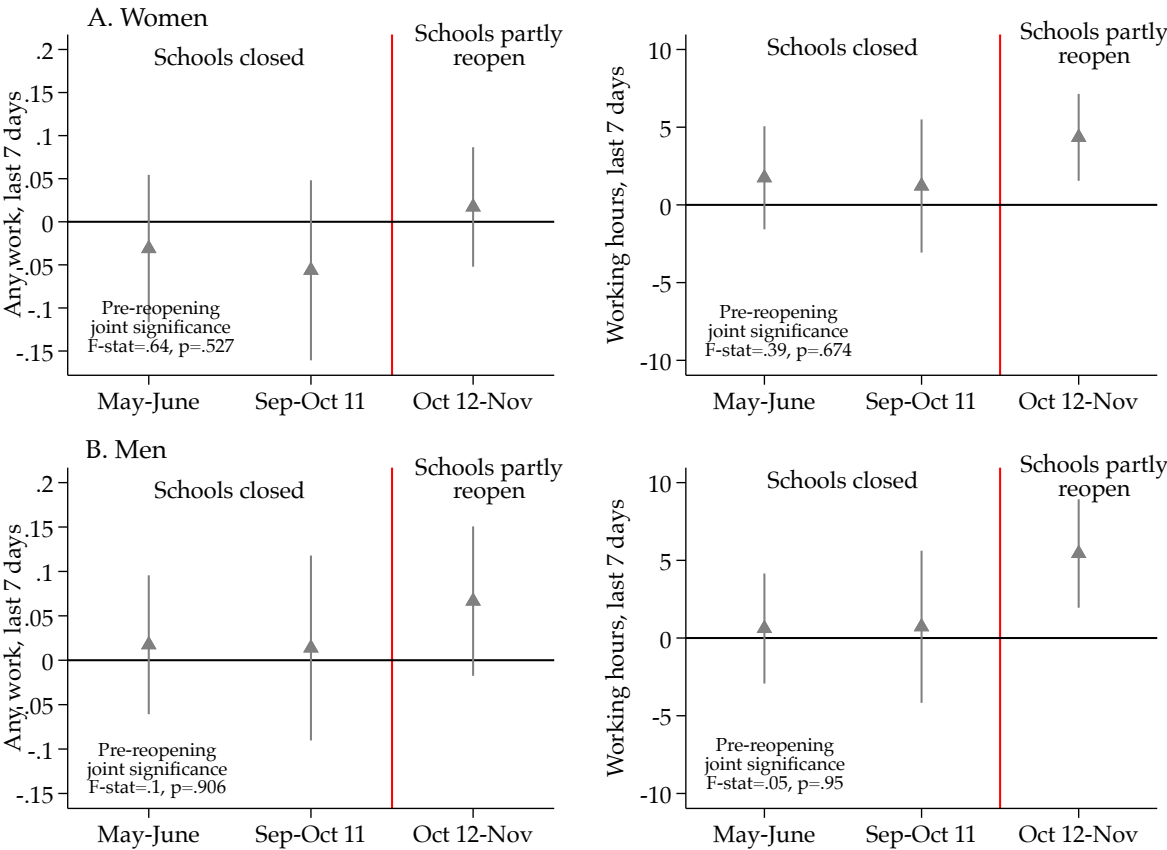 A. Women
Schools closed
Schools partly
reopen
.2
.15
.1
.05
0
-.05
-.1
-.15
Any work, last 7 days
Pre-reopening
joint significance
F-stat=.64, p=.527
May-June
Sep-Oct 11
Oct 12-Nov
Schools closed
Schools partly
reopen
10
5
0
-5
-10
Working hours, last 7 days
Pre-reopening
joint significance
F-stat=.39, p=.674
May-June
Sep-Oct 11
Oct 12-Nov
B. Men
Schools closed
Schools partly
reopen
.2
.15
.1
.05
0
-.05
-.1
-.15
Any work, last 7 days
Pre-reopening
joint significance
F-stat=.1, p=.906
May-June
Sep-Oct 11
Oct 12-Nov
Schools closed
Schools partly
reopen
10
5
0
-5
-10
Working hours, last 7 days
Pre-reopening
joint significance
F-stat=.05, p=.95
May-June
Sep-Oct 11
Oct 12-Nov